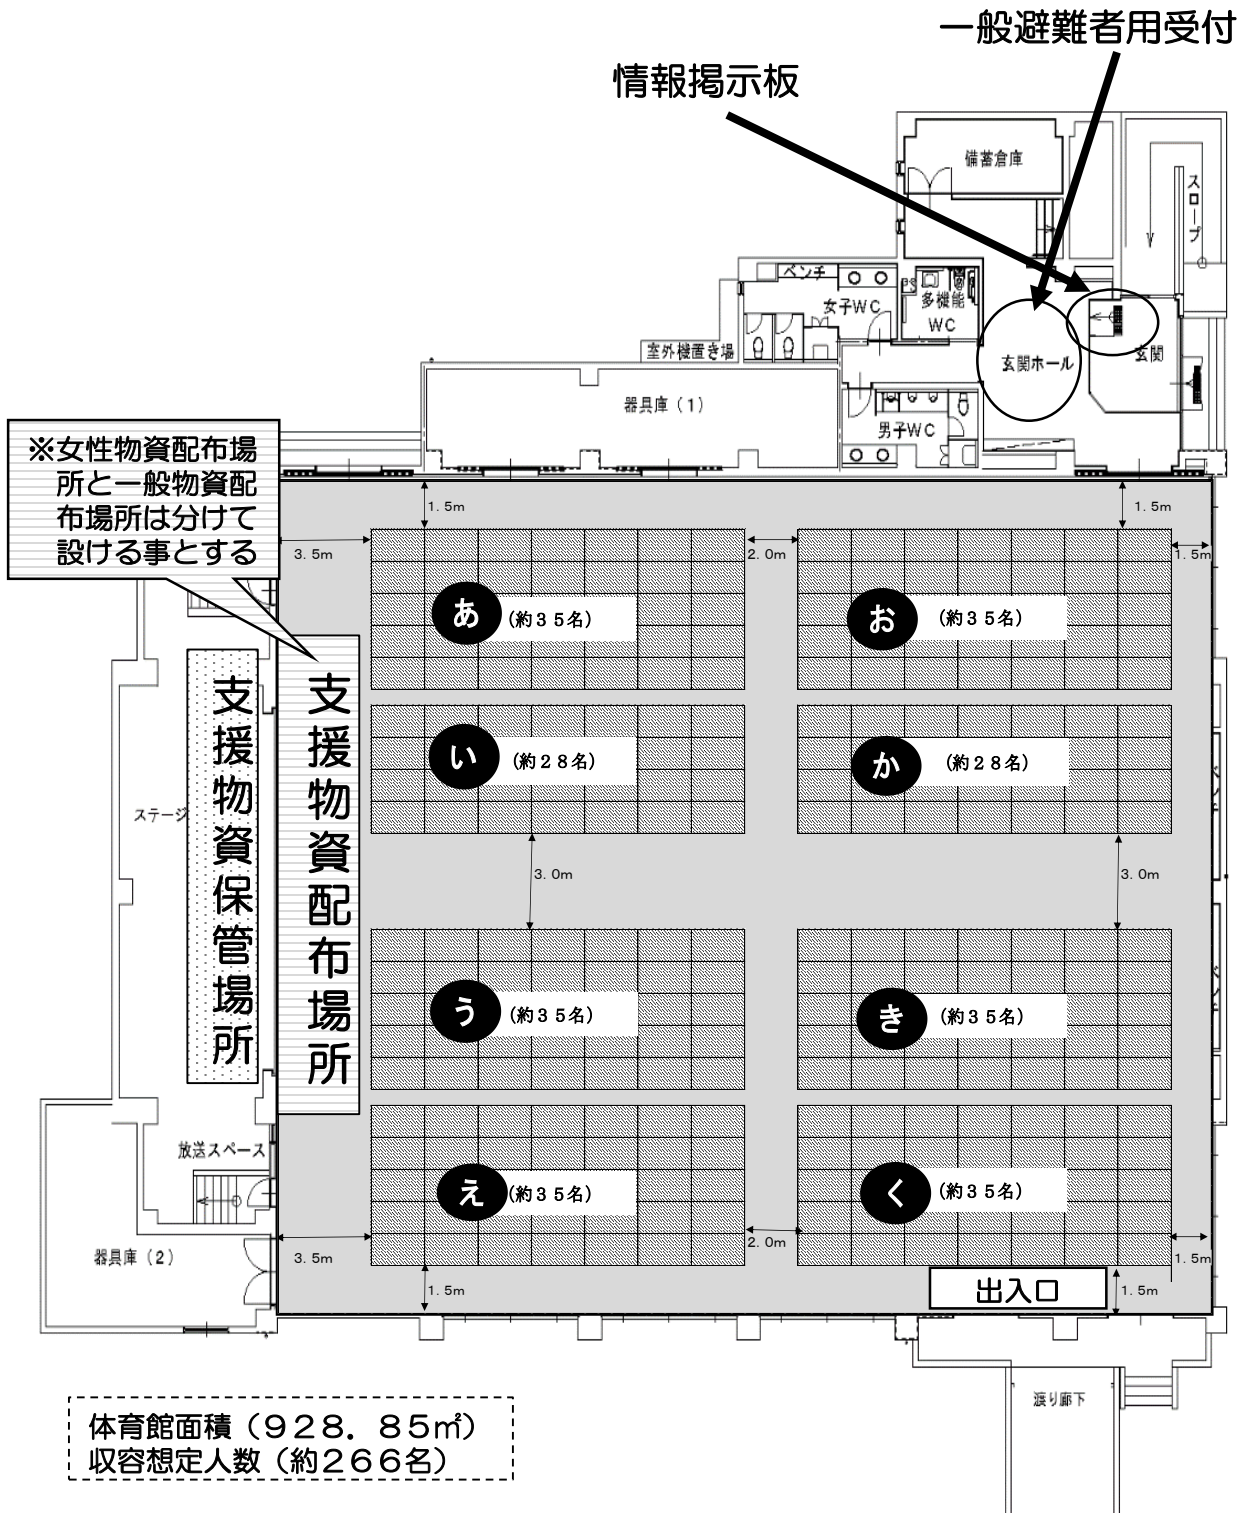 一般避難者用受付
情報掲示板
備蓄倉庫
スロープ
ベンチ
女子ＷＣ
多機能
ＷＣ
室外機置き場
玄関ホール
玄関
器具庫（１）
男子ＷＣ
※女性物資配布場
所と一般物資配
布場所は分けて
設ける事とする
1.5m
1.5m
3.5m
2.0m
1.5m
あ
（約３５名）
お
（約３５名）
い
（約２８名）
か
（約２８名）
支援物資保管場所
支援物資配布場所
ステージ
3.0m
3.0m
う
（約３５名）
き
（約３５名）
放送スペース
え
（約３５名）
く
（約３５名）
器具庫（２）
3.5m
2.0m
1.5m
1.5m
1.5m
出入口
渡り廊下
体育館面積（９２８．８５㎡）
収容想定人数（約２６６名）